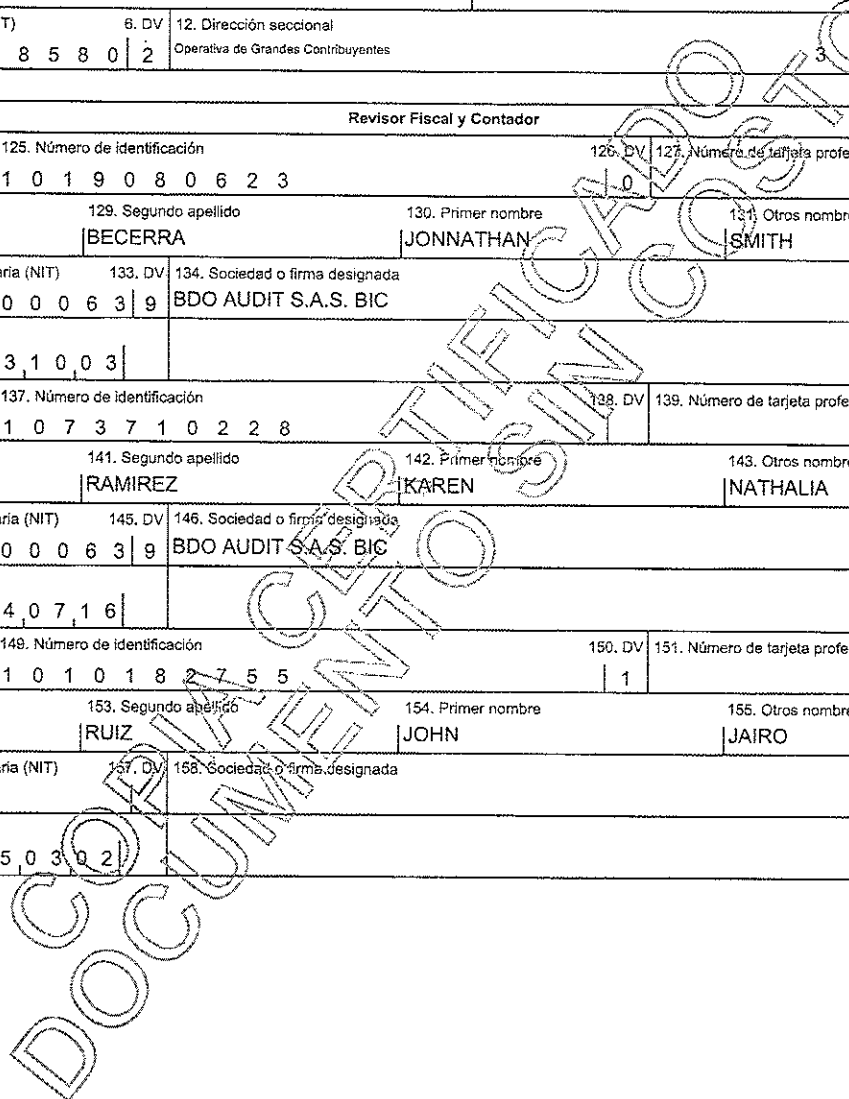 T) 6. DV 12. Dirección seccional
8 5 8 0 2 Operativa de Grandes Contribuyentes 3
Revisor Fiscal y Contador
125. Número de identificación 126. DV 127. Número de tarjeta profe
1 0 1 9 0 8 0 6 2 3 0
129. Segundo apellido 130. Primer nombre 131. Otros nombre
BECERRA JONNATHAN SMITH
aria (NIT) 133. DV 134. Sociedad o firma designada
0 0 0 6 3 9 BDO AUDIT S.A.S. BIC
3 1 0 0 3
137. Número de identificación 138. DV 139. Número de tarjeta profe
1 0 7 3 7 1 0 2 2 8
141. Segundo apellido 142. Primer nombre 143. Otros nombre
RAMIREZ KAREN NATHALIA
aria (NIT) 145. DV 146. Sociedad o firma designada
0 0 0 6 3 9 BDO AUDIT S.A.S. BIC
4 0 7 1 6
149. Número de identificación 150. DV 151. Número de tarjeta profe
1 0 1 0 1 8 2 7 5 5 1
153. Segundo apellido 154. Primer nombre 155. Otros nombre
RUIZ JOHN JAIRO
aria (NIT) 157. DV 158. Sociedad o firma designada
5 0 3 0 2
COPIA CERTIFICADO
DOCUMENTO SIN COSTO